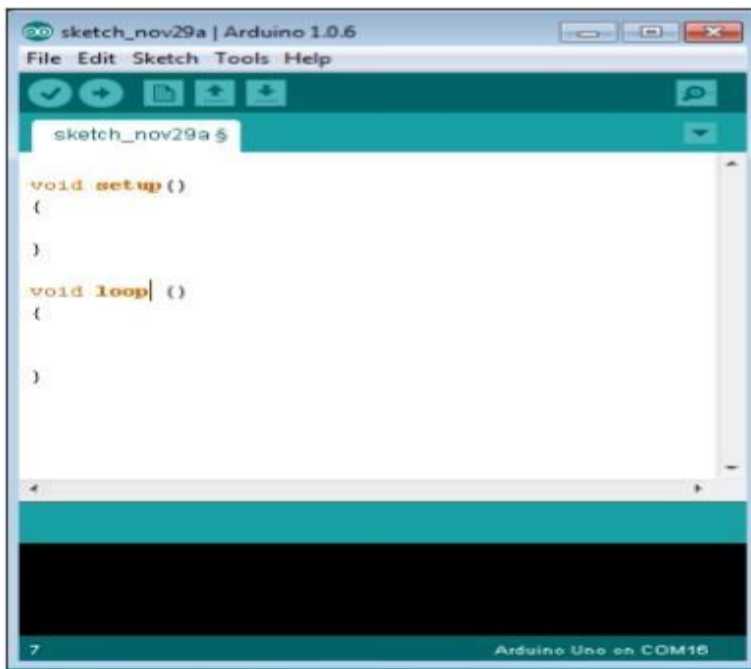 sketch_nov29a | Arduino 1.0.6
File Edit Sketch Tools Help
sketch_nov29a §
void setup()
{
}
void loop ()
{
}
7 Arduino Uno on COM16